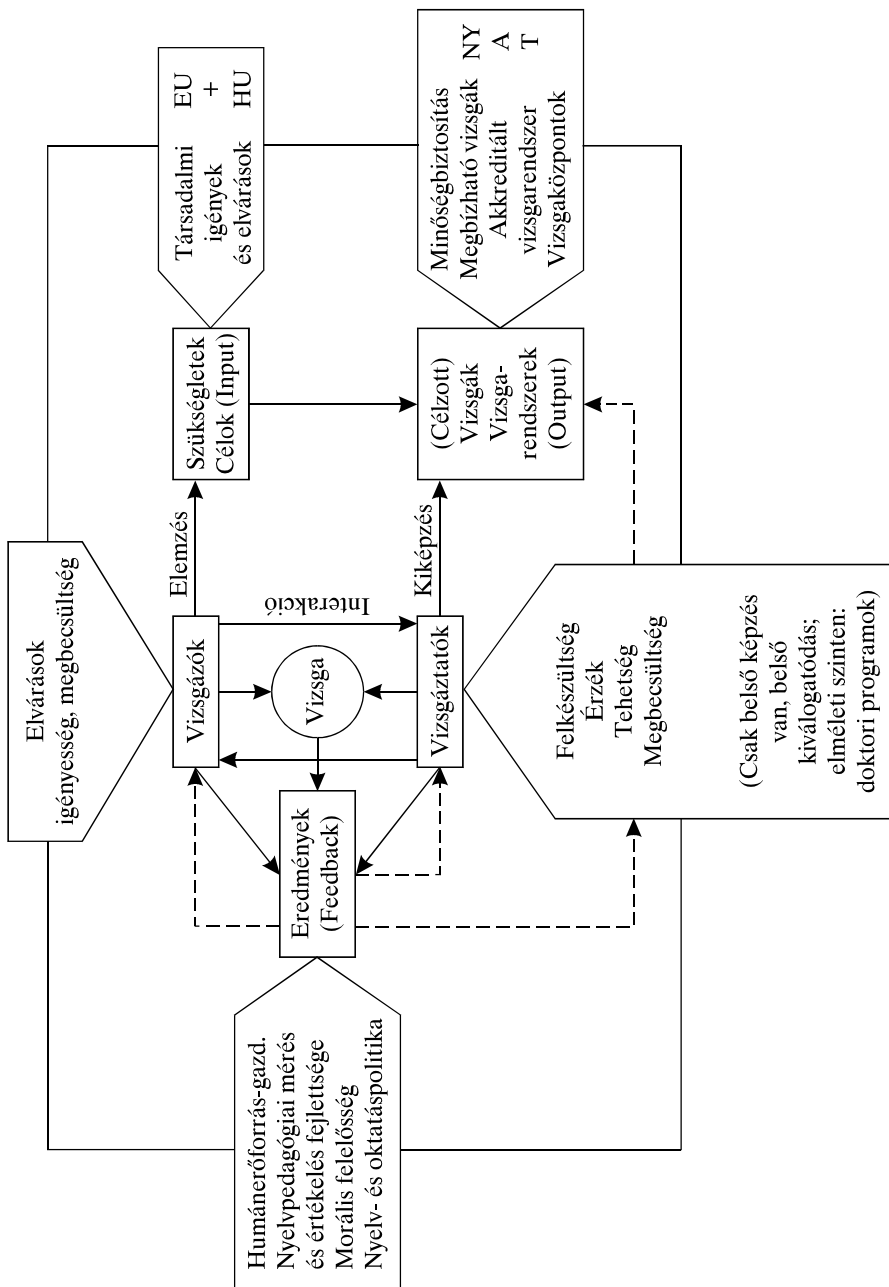 Elvárások
igényesség, megbecsültség
Humánerőforrás-gazd.
Nyelvpedagógiai mérés
és értékelés fejlettsége
Morális felelősség
Nyelv- és oktatáspolitika
Eredmények
(Feedback)
Vizsgázók
Vizsga
Vizsgáztatók
Interakció
Elemzés
Kiképzés
Szükségletek
Célok (Input)
(Célzott)
Vizsgák
Vizsga-
rendszerek
(Output)
Társadalmi
igények
és elvárások
EU
+
HU
Minőségbiztosítás
Megbízható vizsgák
Akkreditált
vizsgarendszer
Vizsgaközpontok
NY
A
T
Felkészültség
Érzék
Tehetség
Megbecsültség
(Csak belső képzés
van, belső
kiválogatódás;
elméleti szinten:
doktori programok)